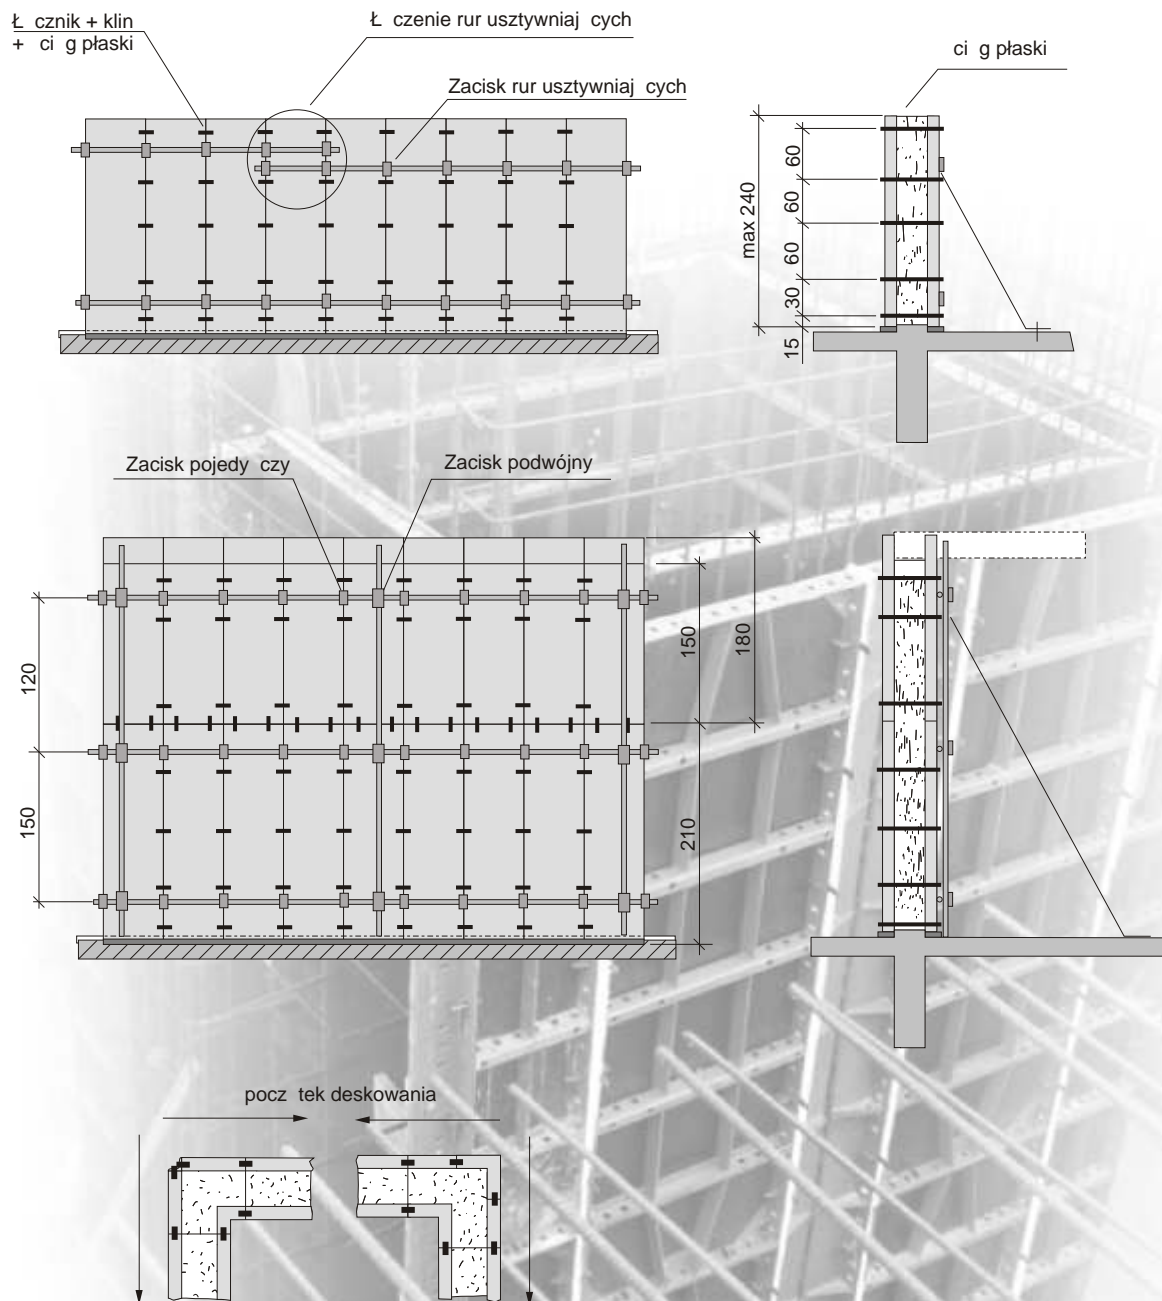 Ł cznik + klin
+ ci g płaski
Ł czenie rur usztywniaj cych
Zacisk rur usztywniaj cych
ci g płaski
max 240
60
60
60
30
15
Zacisk pojedy czy
Zacisk podwójny
120
150
150
180
210
pocz tek deskowania